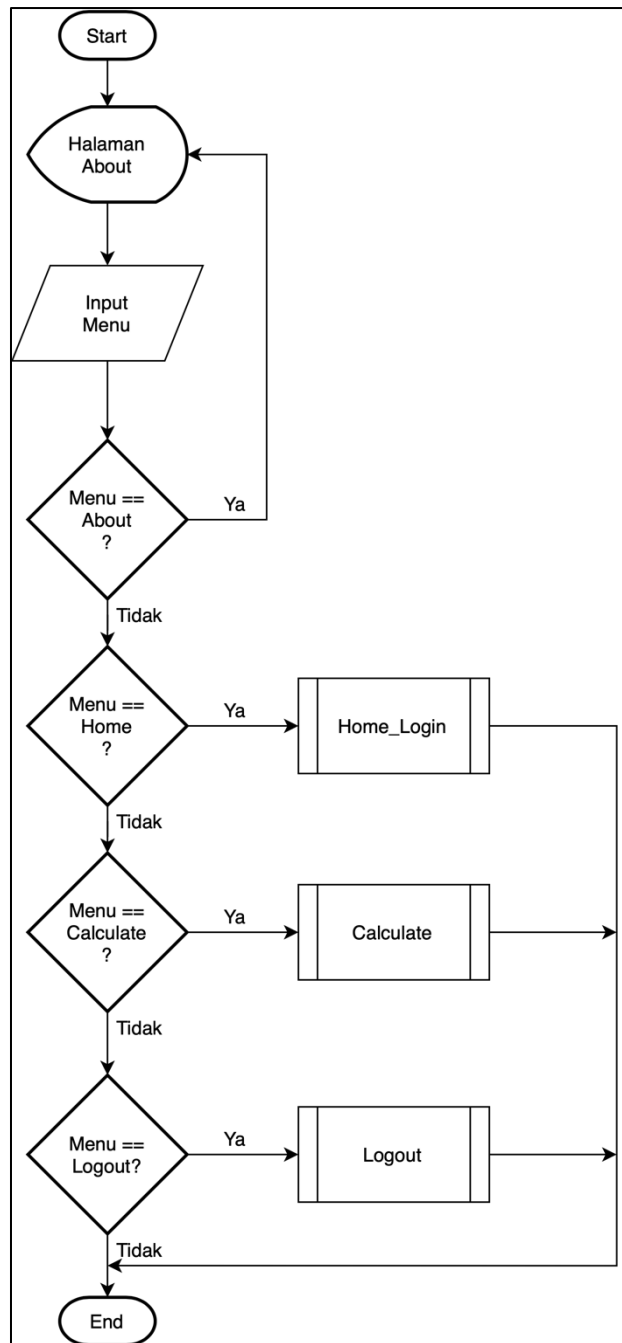 Start
Halaman
About
Input
Menu
Menu ==
About
?
Ya
Tidak
Menu ==
Home
?
Ya
Home_Login
Tidak
Menu ==
Calculate
?
Ya
Calculate
Tidak
Menu ==
Logout?
Ya
Logout
Tidak
End